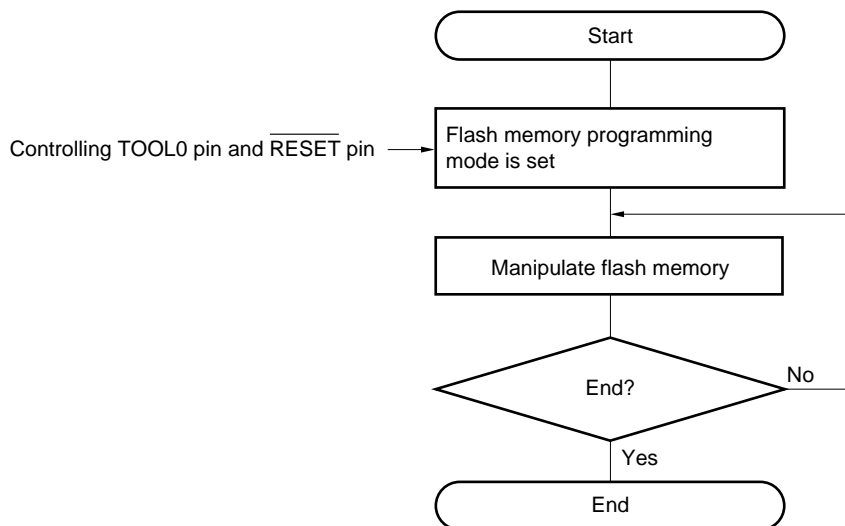 Start
Controlling TOOL0 pin and RESET pin
Flash memory programming
mode is set
Manipulate flash memory
End?
No
Yes
End